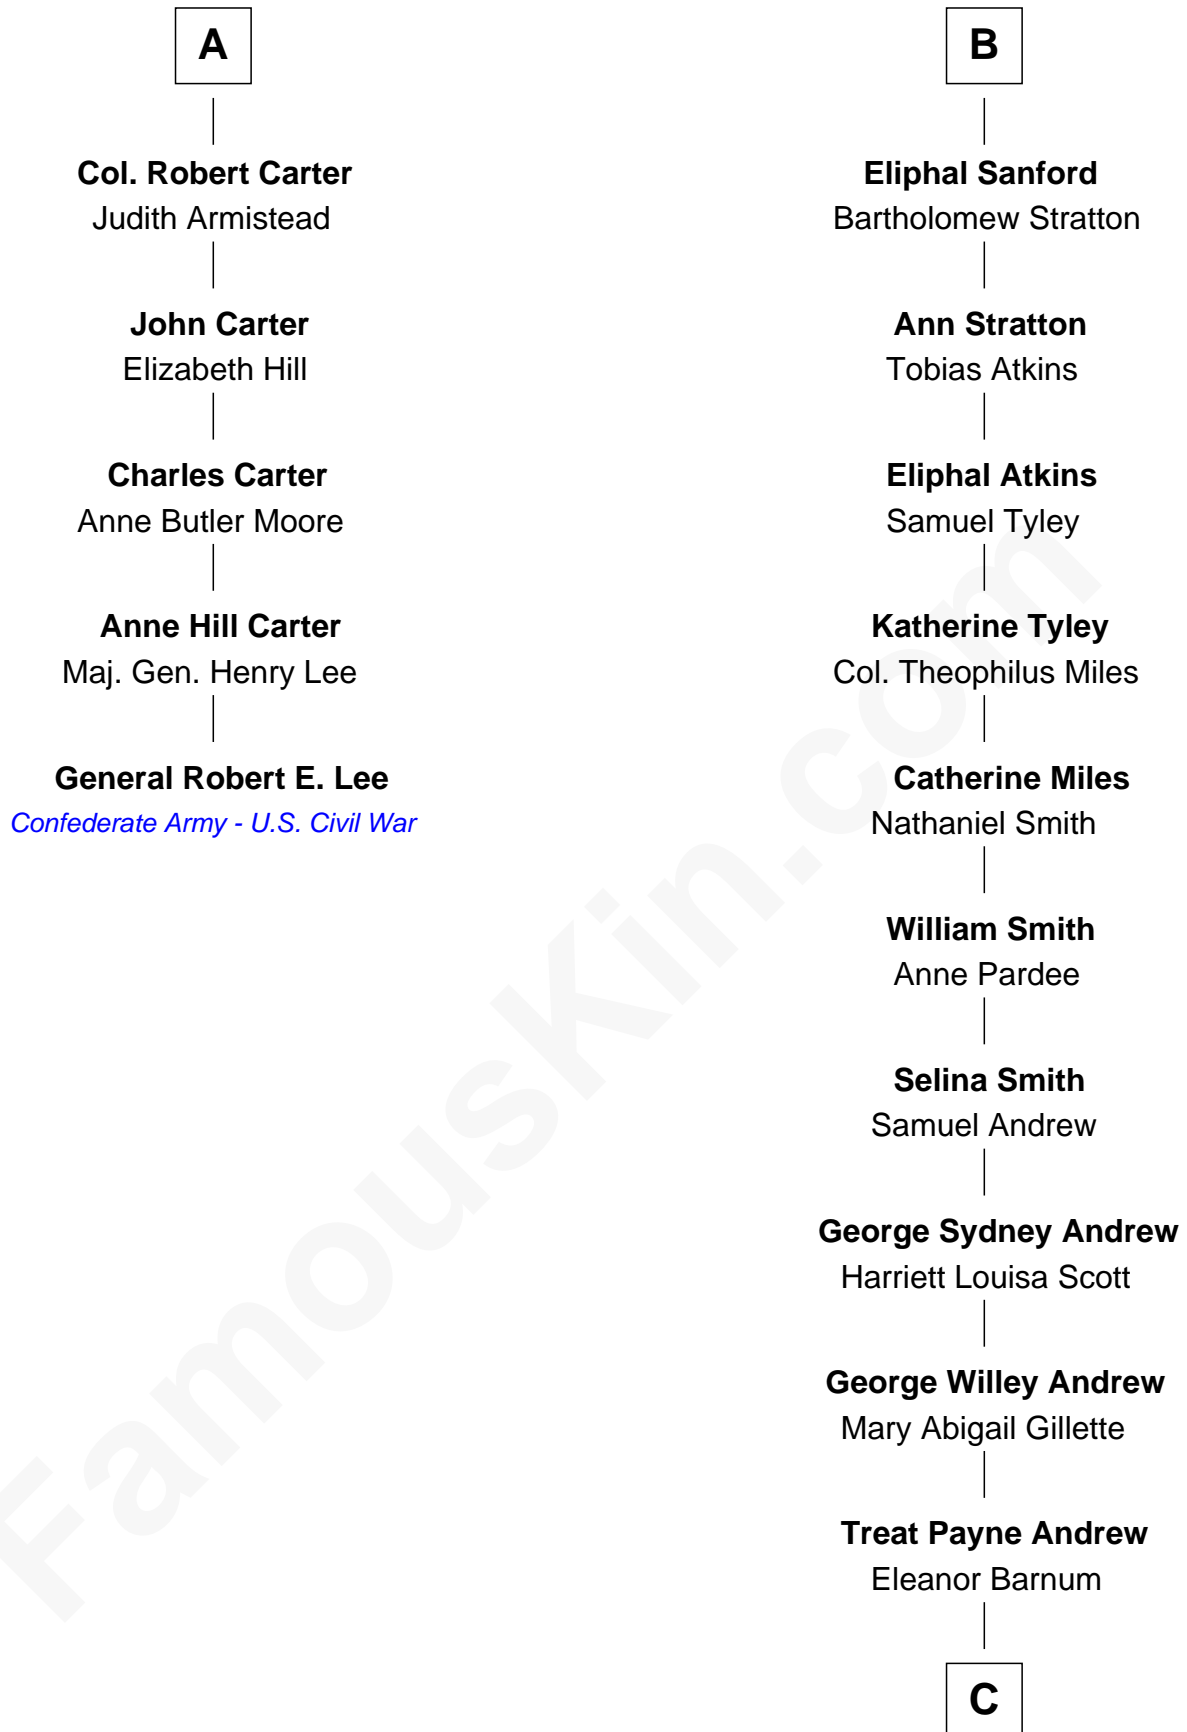 A
Col. Robert Carter
Judith Armistead
John Carter
Elizabeth Hill
Charles Carter
Anne Butler Moore
Anne Hill Carter
Maj. Gen. Henry Lee
General Robert E. Lee
Confederate Army - U.S. Civil War
B
Eliphal Sanford
Bartholomew Stratton
Ann Stratton
Tobias Atkins
Eliphal Atkins
Samuel Tyley
Katherine Tyley
Col. Theophilus Miles
Catherine Miles
Nathaniel Smith
William Smith
Anne Pardee
Selina Smith
Samuel Andrew
George Sydney Andrew
Harriett Louisa Scott
George Willey Andrew
Mary Abigail Gillette
Treat Payne Andrew
Eleanor Barnum
C
FamousKin.com